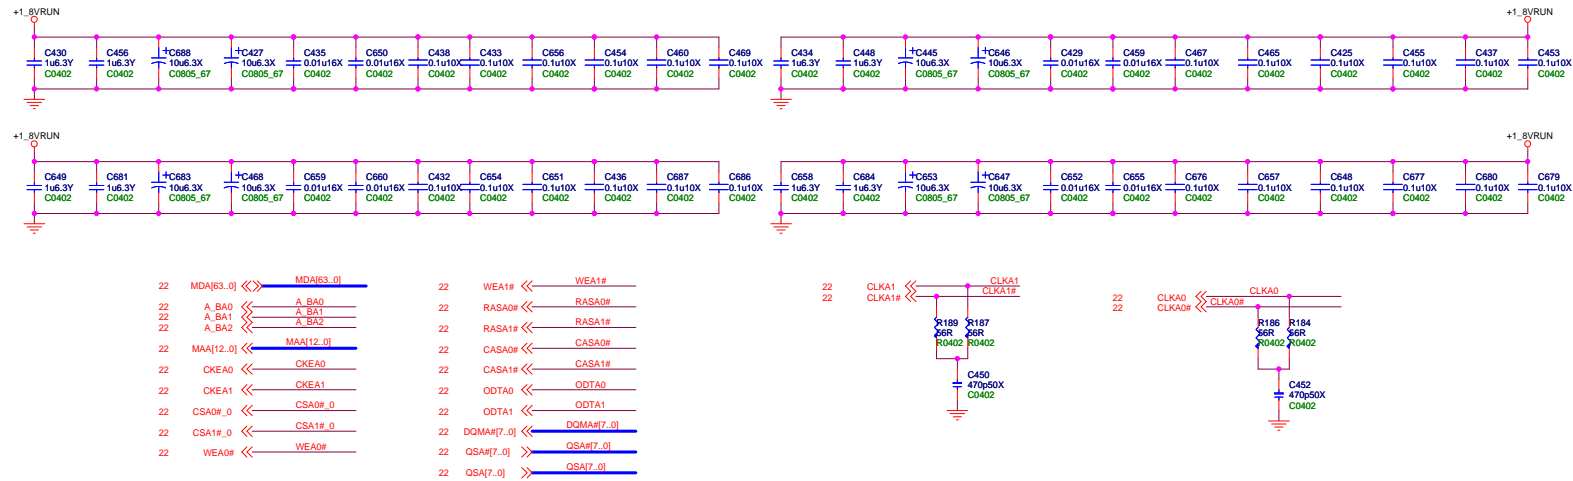 +1_8VRUN +1_8VRUN
C430 C456 C688 C427 C435 C650 C438 C433 C656 C454 C460 C469 C434 C448 C445 C646 C429 C459 C467 C465 C425 C455 C437 C453
1u6.3Y 1u6.3Y 10u6.3X 10u6.3X 0.01u16X 0.01u16X 0.1u10X 0.1u10X 0.1u10X 0.1u10X 0.1u10X 0.1u10X 1u6.3Y 1u6.3Y 10u6.3X 10u6.3X 0.01u16X 0.01u16X 0.1u10X 0.1u10X 0.1u10X 0.1u10X 0.1u10X 0.1u10X
C0402 C0402 C0805_67 C0805_67 C0402 C0402 C0402 C0402 C0402 C0402 C0402 C0402 C0402 C0402 C0805_67 C0805_67 C0402 C0402 C0402 C0402 C0402 C0402 C0402 C0402
+1_8VRUN +1_8VRUN
C649 C681 C683 C468 C659 C660 C432 C654 C651 C436 C687 C686 C658 C684 C653 C647 C652 C655 C676 C657 C648 C677 C680 C679
1u6.3Y 1u6.3Y 10u6.3X 10u6.3X 0.01u16X 0.01u16X 0.1u10X 0.1u10X 0.1u10X 0.1u10X 0.1u10X 0.1u10X 1u6.3Y 1u6.3Y 10u6.3X 10u6.3X 0.01u16X 0.01u16X 0.1u10X 0.1u10X 0.1u10X 0.1u10X 0.1u10X 0.1u10X
C0402 C0402 C0805_67 C0805_67 C0402 C0402 C0402 C0402 C0402 C0402 C0402 C0402 C0402 C0402 C0805_67 C0805_67 C0402 C0402 C0402 C0402 C0402 C0402 C0402 C0402
22 MDA[63..0] MDA[63..0]
22 A_BA0 A_BA0
22 A_BA1 A_BA1
22 A_BA2 A_BA2
22 MAA[12..0] MAA[12..0]
22 CKEA0 CKEA0
22 CKEA1 CKEA1
22 CSA0#_0 CSA0#_0
22 CSA1#_0 CSA1#_0
22 WEA0# WEA0#
22 WEA1# WEA1#
22 RASA0# RASA0#
22 RASA1# RASA1#
22 CASA0# CASA0#
22 CASA1# CASA1#
22 ODTA0 ODTA0
22 ODTA1 ODTA1
22 DQMA#[7..0] DQMA#[7..0]
22 QSA#[7..0] QSA#[7..0]
22 QSA[7..0] QSA[7..0]
22 CLKA1 CLKA1
22 CLKA1# CLKA1#
R189 R187
56R 56R
R0402 R0402
C450
470p50X
C0402
22 CLKA0 CLKA0
22 CLKA0# CLKA0#
R186 R184
56R 56R
R0402 R0402
C452
470p50X
C0402